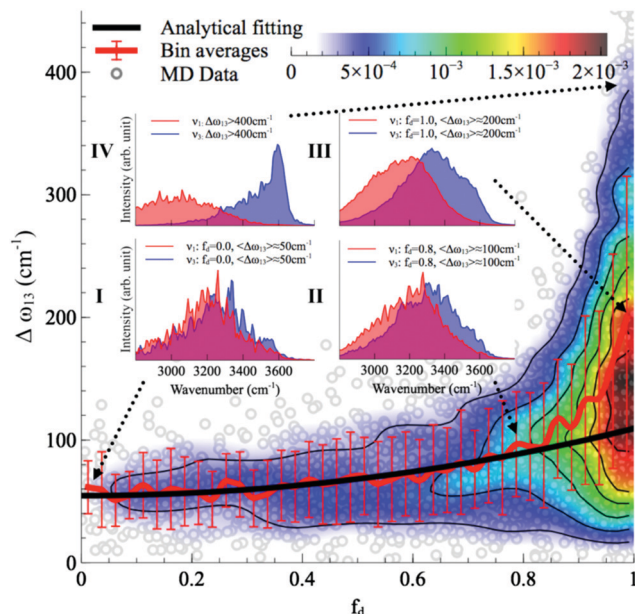 Analytical fitting
Bin averages
MD Data
0 5×10⁻⁴ 10⁻³ 1.5×10⁻³ 2×10⁻³
400
300
200
100
0
Δ ω₁₃ (cm⁻¹)
IV
Intensity (arb. unit)
ν₁: Δω₁₃>400cm⁻¹
ν₃: Δω₁₃>400cm⁻¹
III
ν₁: f_d=1.0, <Δω₁₃>≈200cm⁻¹
ν₃: f_d=1.0, <Δω₁₃>≈200cm⁻¹
I
Intensity (arb. unit)
ν₁: f_d=0.0, <Δω₁₃>≈50cm⁻¹
ν₃: f_d=0.0, <Δω₁₃>≈50cm⁻¹
3000 3200 3400 3600
Wavenumber (cm⁻¹)
II
ν₁: f_d=0.8, <Δω₁₃>≈100cm⁻¹
ν₃: f_d=0.8, <Δω₁₃>≈100cm⁻¹
3000 3200 3400 3600
Wavenumber (cm⁻¹)
0 0.2 0.4 0.6 0.8 1
f_d